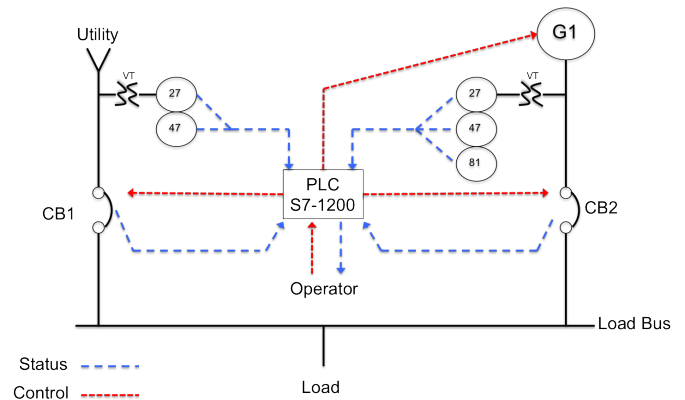 Utility
G1
VT
27
47
27
VT
47
81
PLC
S7-1200
CB1
CB2
Operator
Load Bus
Status
Load
Control